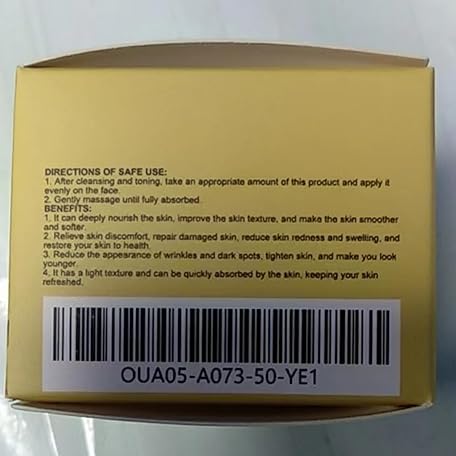 DIRECTIONS OF SAFE USE:
1. After cleansing and toning, take an appropriate amount of this product and apply it
evenly on the face.
2. Gently massage until fully absorbed.
BENEFITS:
1. It can deeply nourish the skin, improve the skin texture, and make the skin smoother
and softer.
2. Relieve skin discomfort, repair damaged skin, reduce skin redness and swelling, and
restore your skin to health.
3. Reduce the appearance of wrinkles and dark spots, tighten skin, and make you look
younger.
4. It has a light texture and can be quickly absorbed by the skin, keeping your skin
refreshed.
OUA05-A073-50-YE1